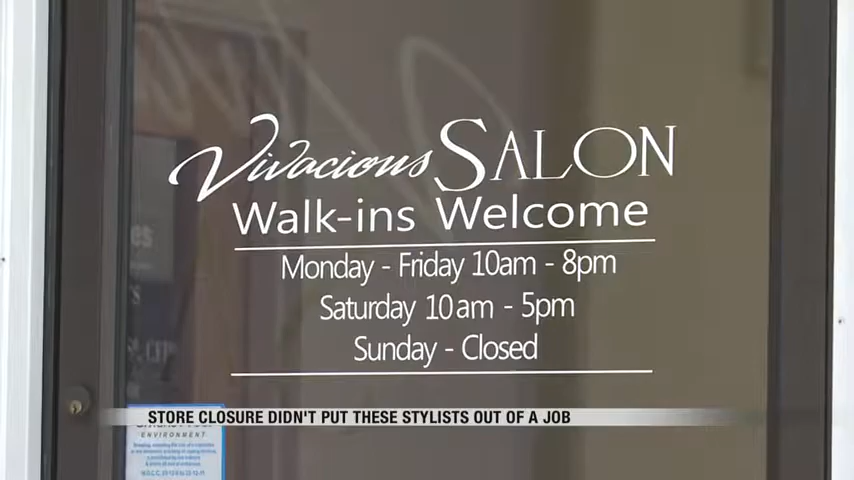 Vivacious SALON
Walk-ins Welcome
Monday - Friday 10am - 8pm
Saturday 10am - 5pm
Sunday - Closed
STORE CLOSURE DIDN'T PUT THESE STYLISTS OUT OF A JOB
ENVIRONMENT